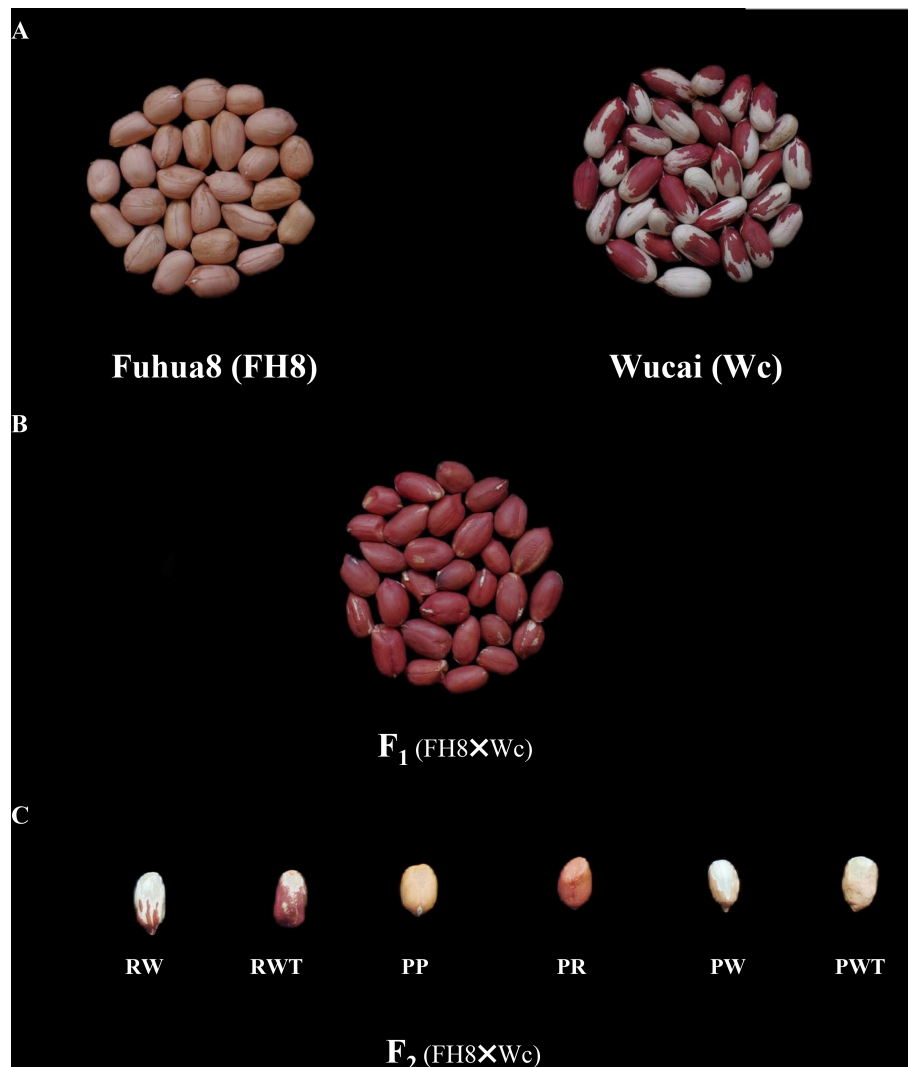 A
Fuhua8 (FH8) Wucai (Wc)
B
F₁ (FH8×Wc)
C
RW RWT PP PR PW PWT
F₂ (FH8×Wc)